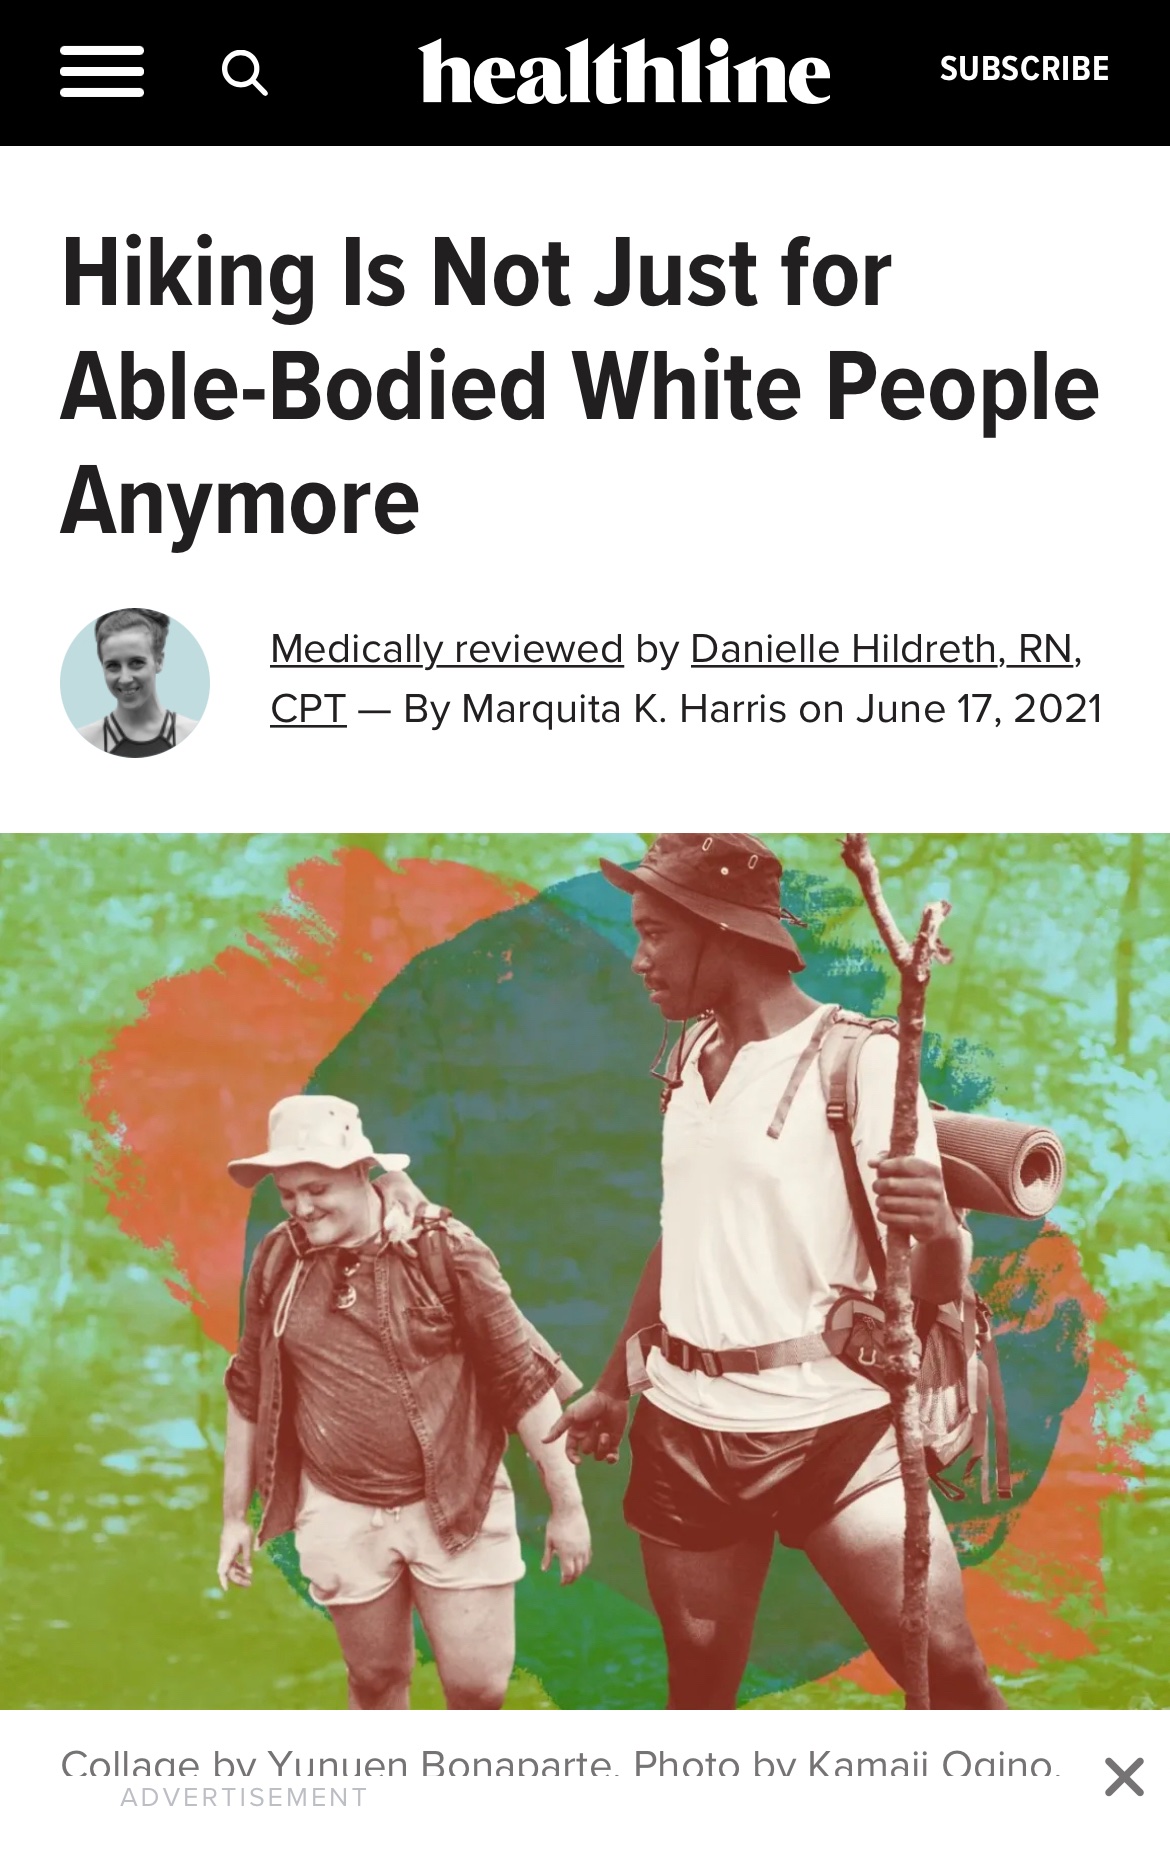 healthline
SUBSCRIBE
Hiking Is Not Just for
Able-Bodied White People
Anymore
Medically reviewed by Danielle Hildreth, RN,
CPT — By Marquita K. Harris on June 17, 2021
Collage by Yunuen Bonaparte. Photo by Kamaji Ogino.
ADVERTISEMENT